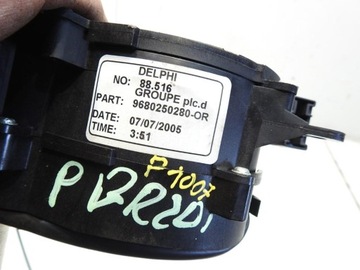 DELPHI
NO: 88.516
GROUPE plc.d
PART: 9680250280-OR
DATE: 07/07/2005
TIME: 3:51
P1007